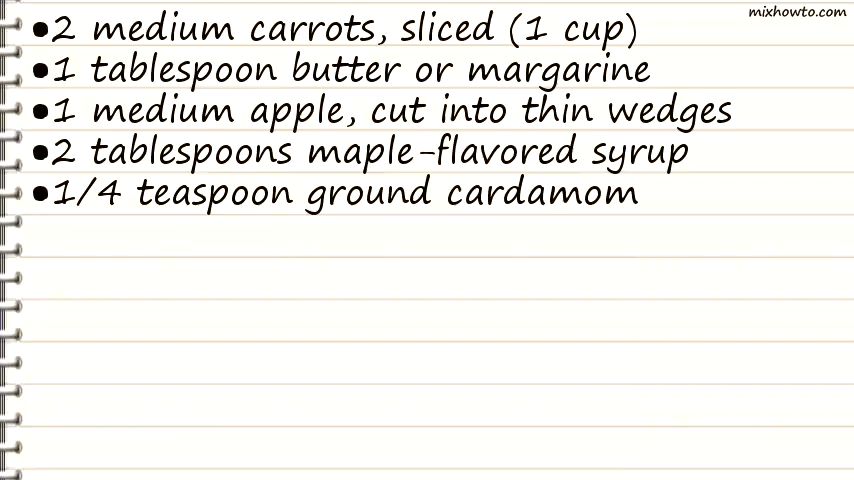 mixhowto.com
•2 medium carrots, sliced (1 cup)
•1 tablespoon butter or margarine
•1 medium apple, cut into thin wedges
•2 tablespoons maple-flavored syrup
•1/4 teaspoon ground cardamom